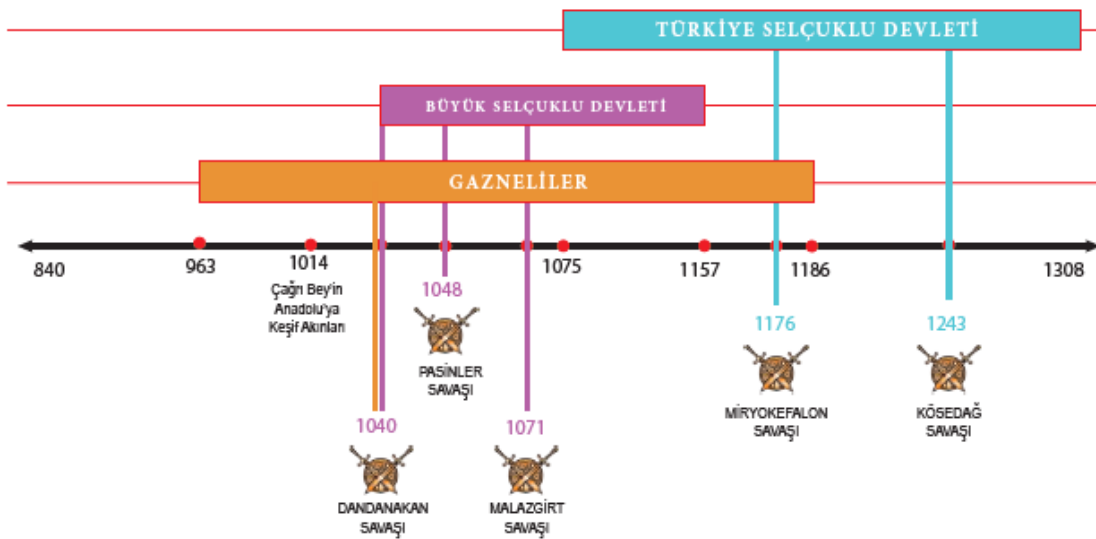 TÜRKİYE SELÇUKLU DEVLETİ
BÜYÜK SELÇUKLU DEVLETİ
GAZNELİLER
840
963
1014
Çağrı Bey'in
Anadolu'ya
Keşif Akınları
1075
1157
1186
1308
1048
PASİNLER
SAVAŞI
1176
MİRYOKEFALON
SAVAŞI
1243
KÖSEDAĞ
SAVAŞI
1040
DANDANAKAN
SAVAŞI
1071
MALAZGİRT
SAVAŞI